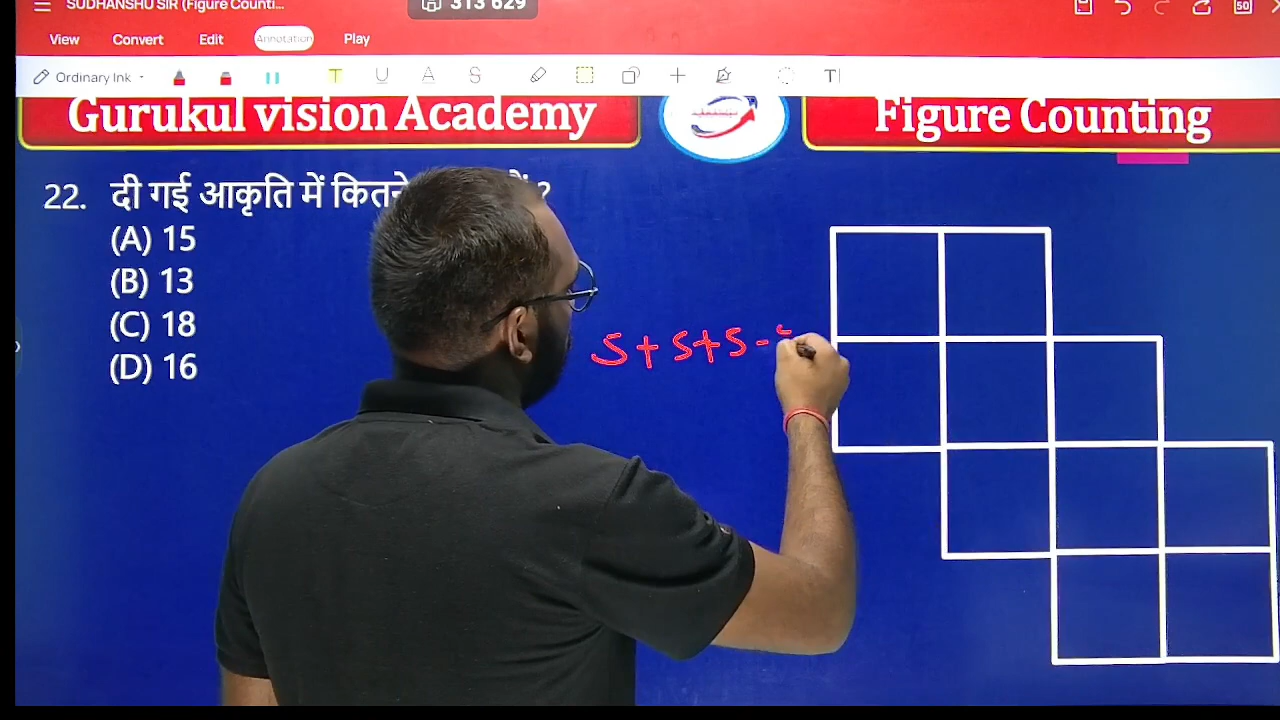 SUDHANSHU SIR (Figure Counti...
313 629
50
View Convert Edit Annotation Play
Ordinary Ink
T U A S T
Gurukul vision Academy
Figure Counting
22. दी गई आकृति में कितने ?
(A) 15
(B) 13
(C) 18
(D) 16
5+5+5-